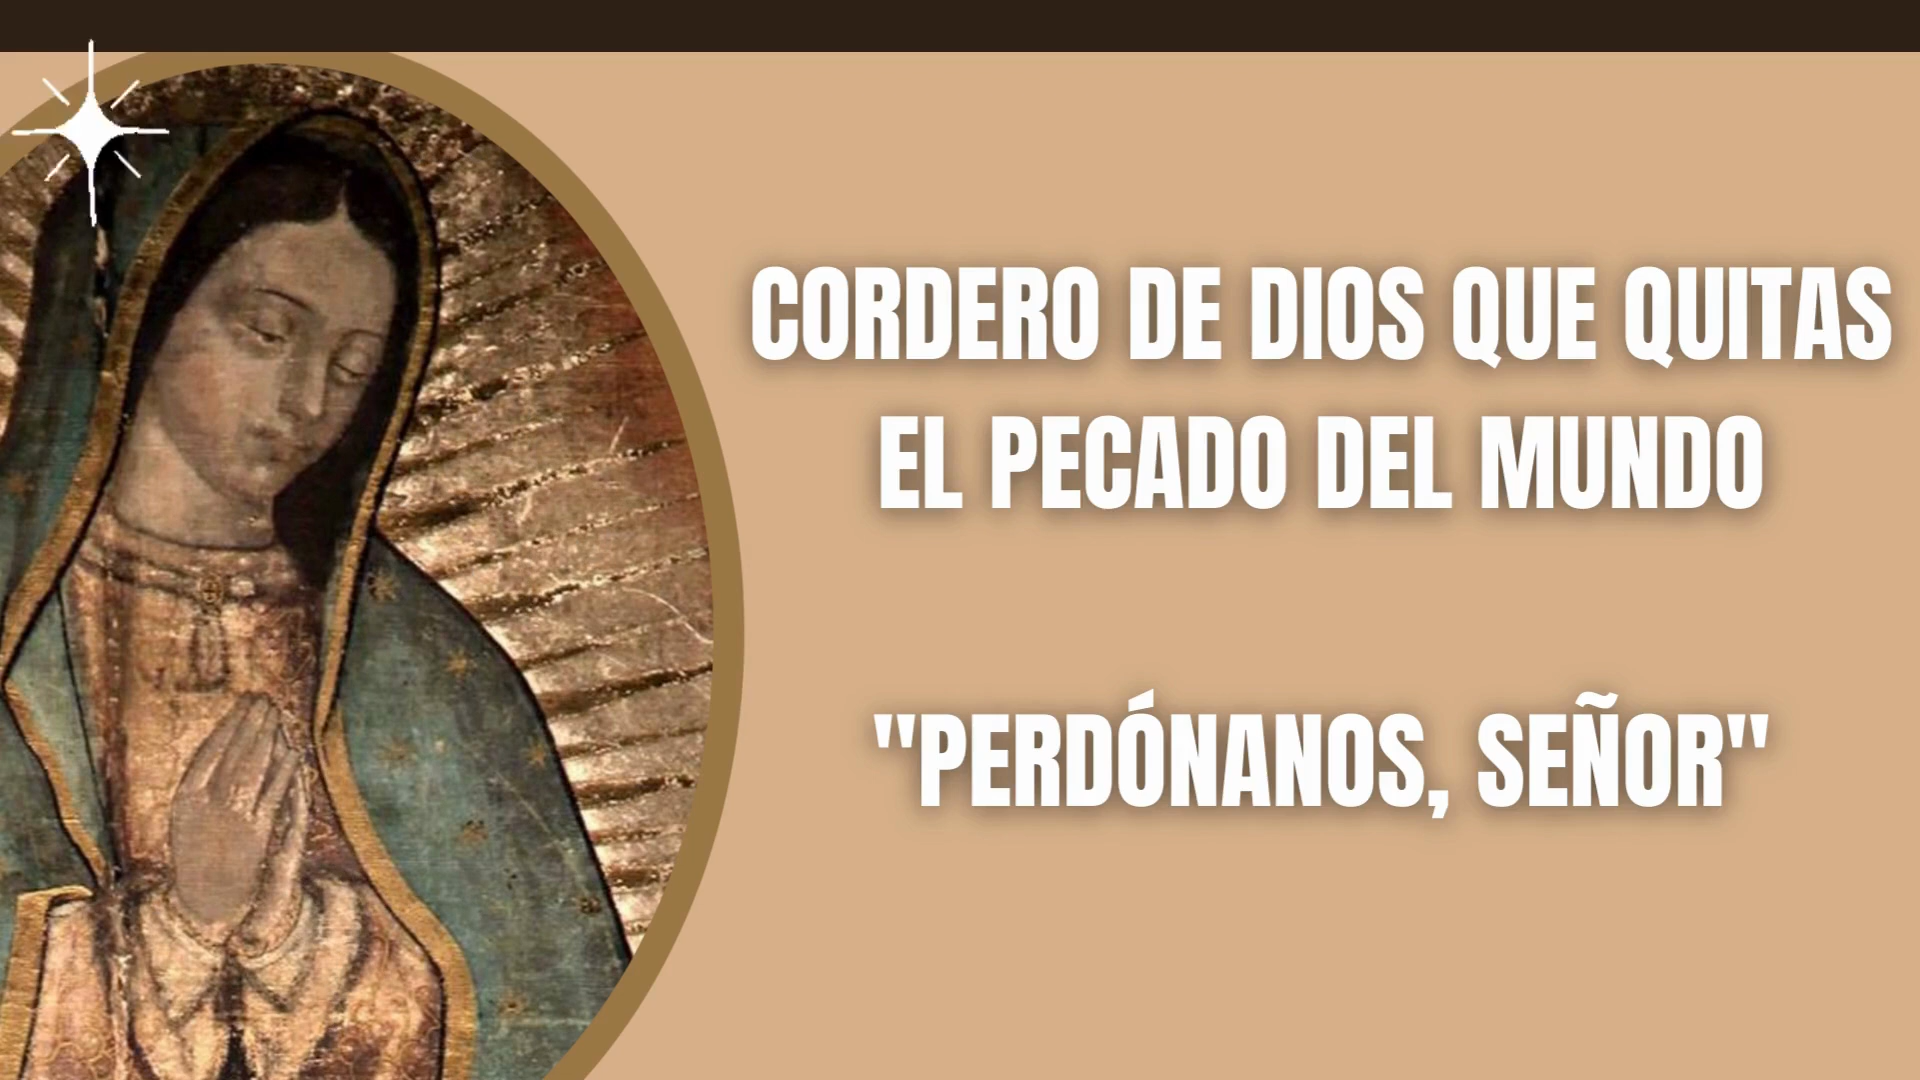 CORDERO DE DIOS QUE QUITAS
EL PECADO DEL MUNDO
"PERDÓNANOS, SEÑOR"